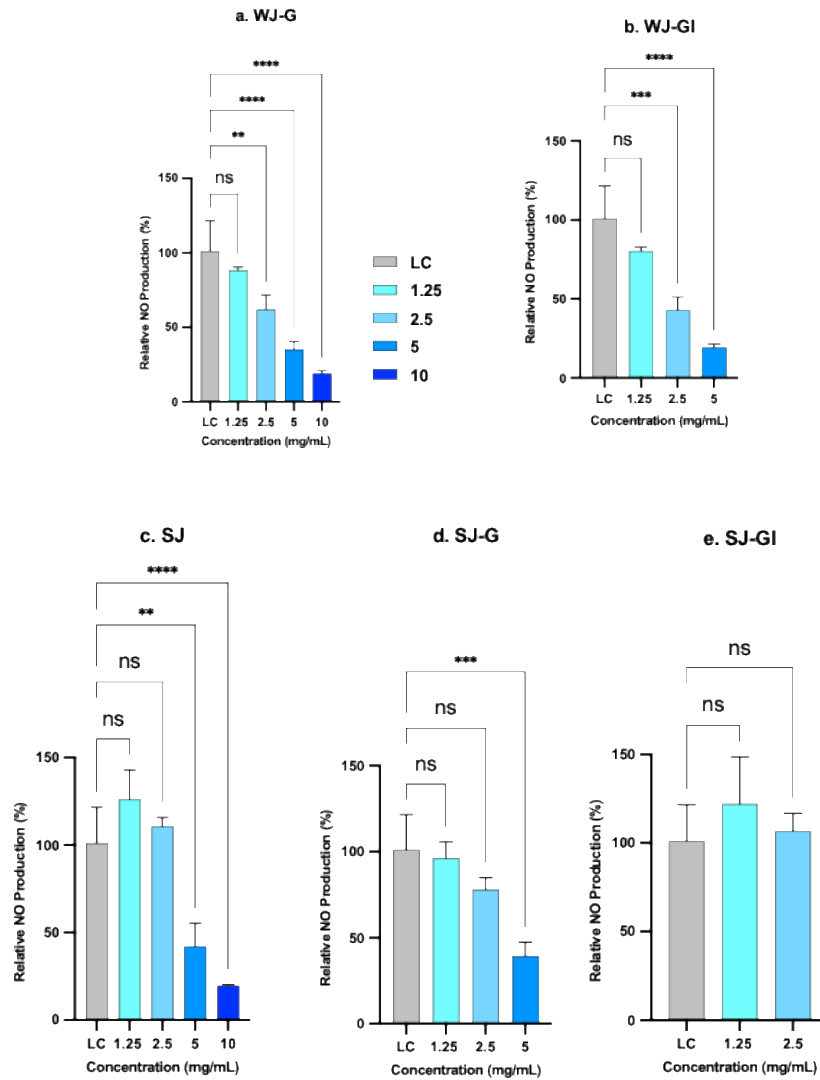 a. WJ-G
****
****
**
ns
150
100
50
0
Relative NO Production (%)
LC 1.25 2.5 5 10
Concentration (mg/mL)
LC
1.25
2.5
5
10
b. WJ-GI
****
***
ns
150
100
50
0
Relative NO Production (%)
LC 1.25 2.5 5
Concentration (mg/mL)
c. SJ
****
**
ns
ns
150
100
50
0
Relative NO Production (%)
LC 1.25 2.5 5 10
Concentration (mg/mL)
d. SJ-G
***
ns
ns
150
100
50
0
Relative NO Production (%)
LC 1.25 2.5 5
Concentration (mg/mL)
e. SJ-GI
ns
ns
150
100
50
0
Relative NO Production (%)
LC 1.25 2.5
Concentration (mg/mL)